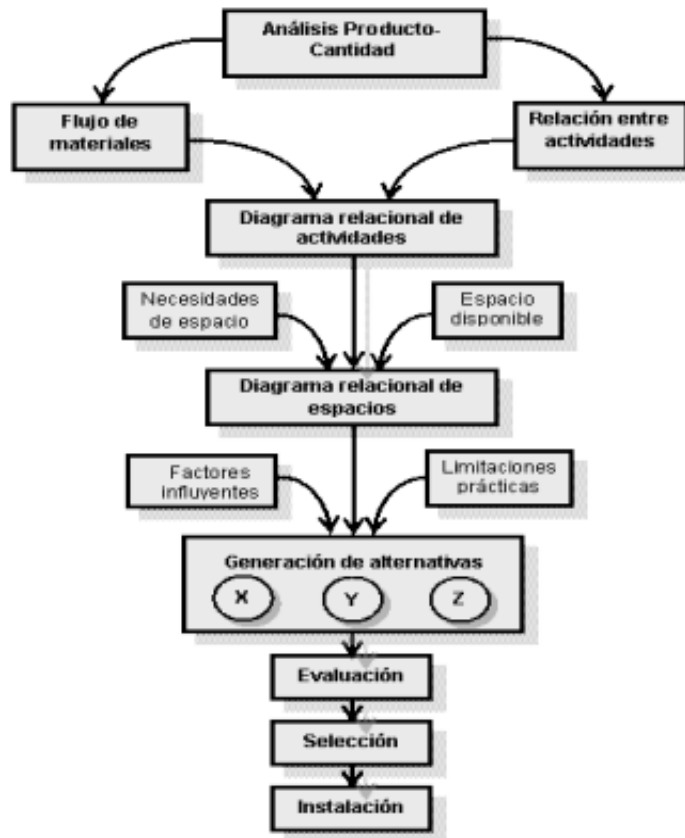 Análisis Producto-
Cantidad
Flujo de
materiales
Relación entre
actividades
Diagrama relacional de
actividades
Necesidades
de espacio
Espacio
disponible
Diagrama relacional de
espacios
Factores
influyentes
Limitaciones
prácticas
Generación de alternativas
X
Y
Z
Evaluación
Selección
Instalación